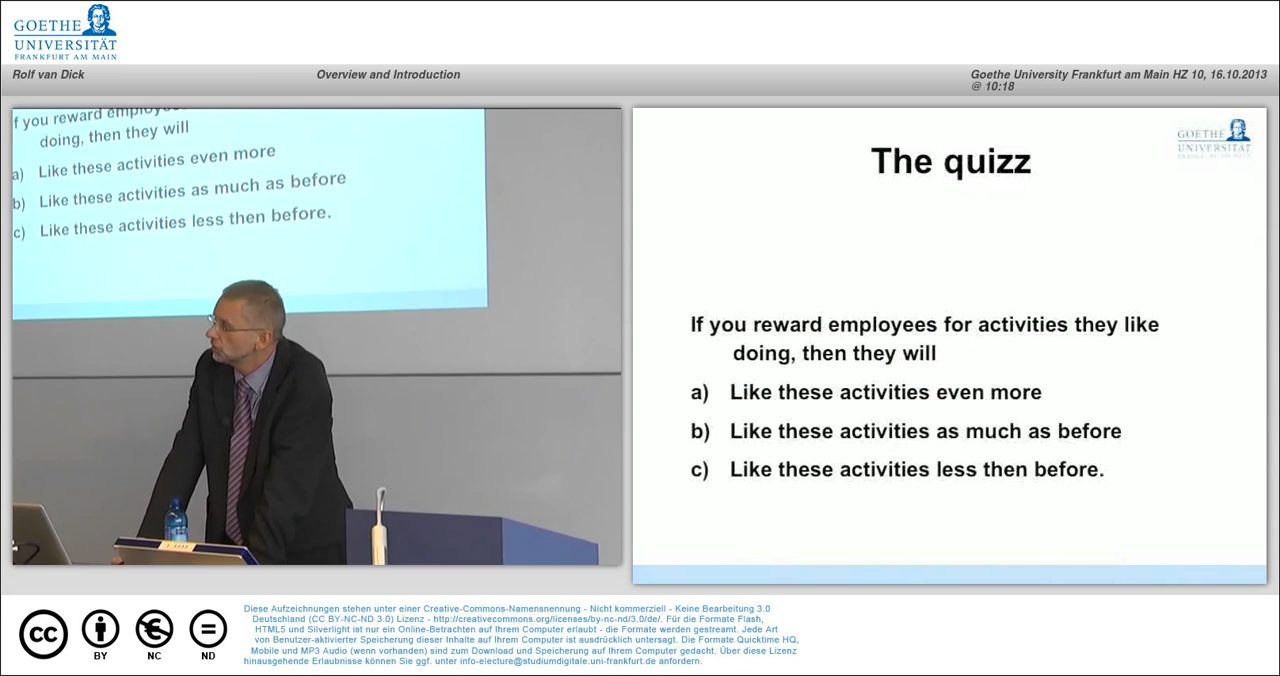 GOETHE
UNIVERSITÄT
FRANKFURT AM MAIN
Rolf van Dick
Overview and Introduction
Goethe University Frankfurt am Main HZ 10, 16.10.2013
@ 10:18
f you reward employees
doing, then they will
a) Like these activities even more
b) Like these activities as much as before
c) Like these activities less then before.
GOETHE
UNIVERSITÄT
The quizz
If you reward employees for activities they like
doing, then they will
a) Like these activities even more
b) Like these activities as much as before
c) Like these activities less then before.
cc
BY
NC
ND
Diese Aufzeichnungen stehen unter einer Creative-Commons-Namensnennung - Nicht kommerziell - Keine Bearbeitung 3.0
Deutschland (CC BY-NC-ND 3.0) Lizenz - http://creativecommons.org/licenses/by-nc-nd/3.0/de/. Für die Formate Flash,
HTML5 und Silverlight ist nur ein Online-Betrachten auf Ihrem Computer erlaubt - die Formate werden gestreamt. Jede Art
von Benutzer-aktivierter Speicherung dieser Inhalte auf Ihrem Computer ist ausdrücklich untersagt. Die Formate Quicktime HQ,
Mobile und MP3 Audio (wenn vorhanden) sind zum Download und Speicherung auf Ihrem Computer gedacht. Über diese Lizenz
hinausgehende Erlaubnisse können Sie ggf. unter info-electure@studiumdigitale.uni-frankfurt.de anfordern.